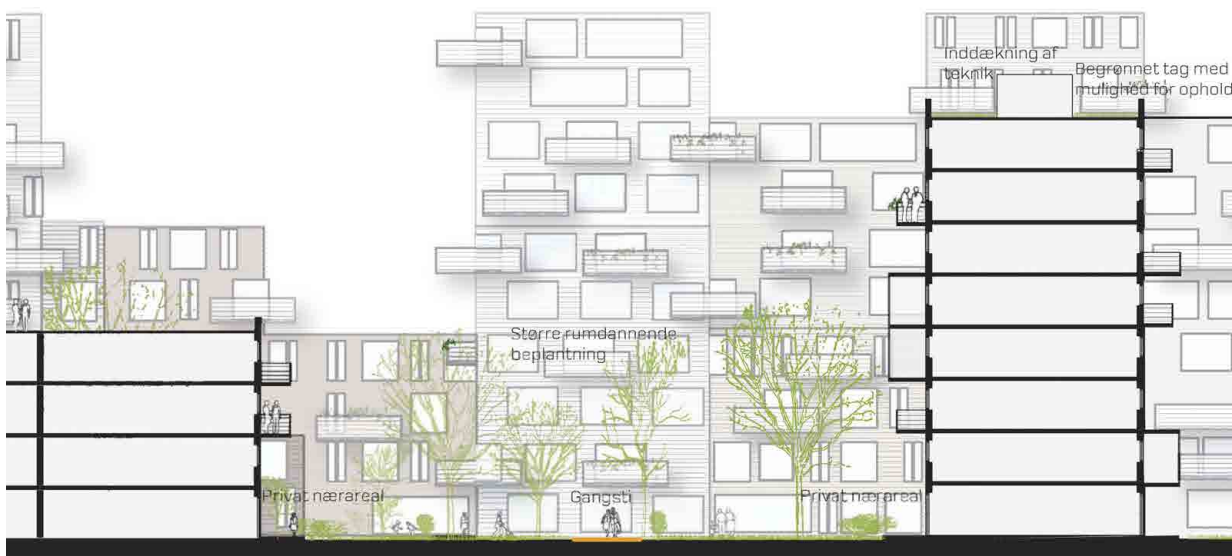 Inddækning af
teknik
Begrønnet tag med
mulighed for ophold
Større rumdannende
beplantning
Privat nærareal
Gangsti
Privat nærareal